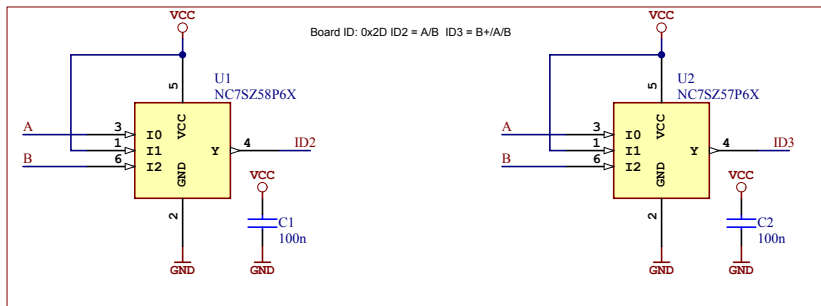 VCC
Board ID: 0x2D ID2 = A/B  ID3 = B+/A/B
VCC
U1
NC7SZ58P6X
5
VCC
A
3
I0
1
I1
B
6
I2
Y
4
ID2
GND
2
VCC
C1
100n
GND
GND
U2
NC7SZ57P6X
5
VCC
A
3
I0
1
I1
B
6
I2
Y
4
ID3
GND
2
VCC
C2
100n
GND
GND